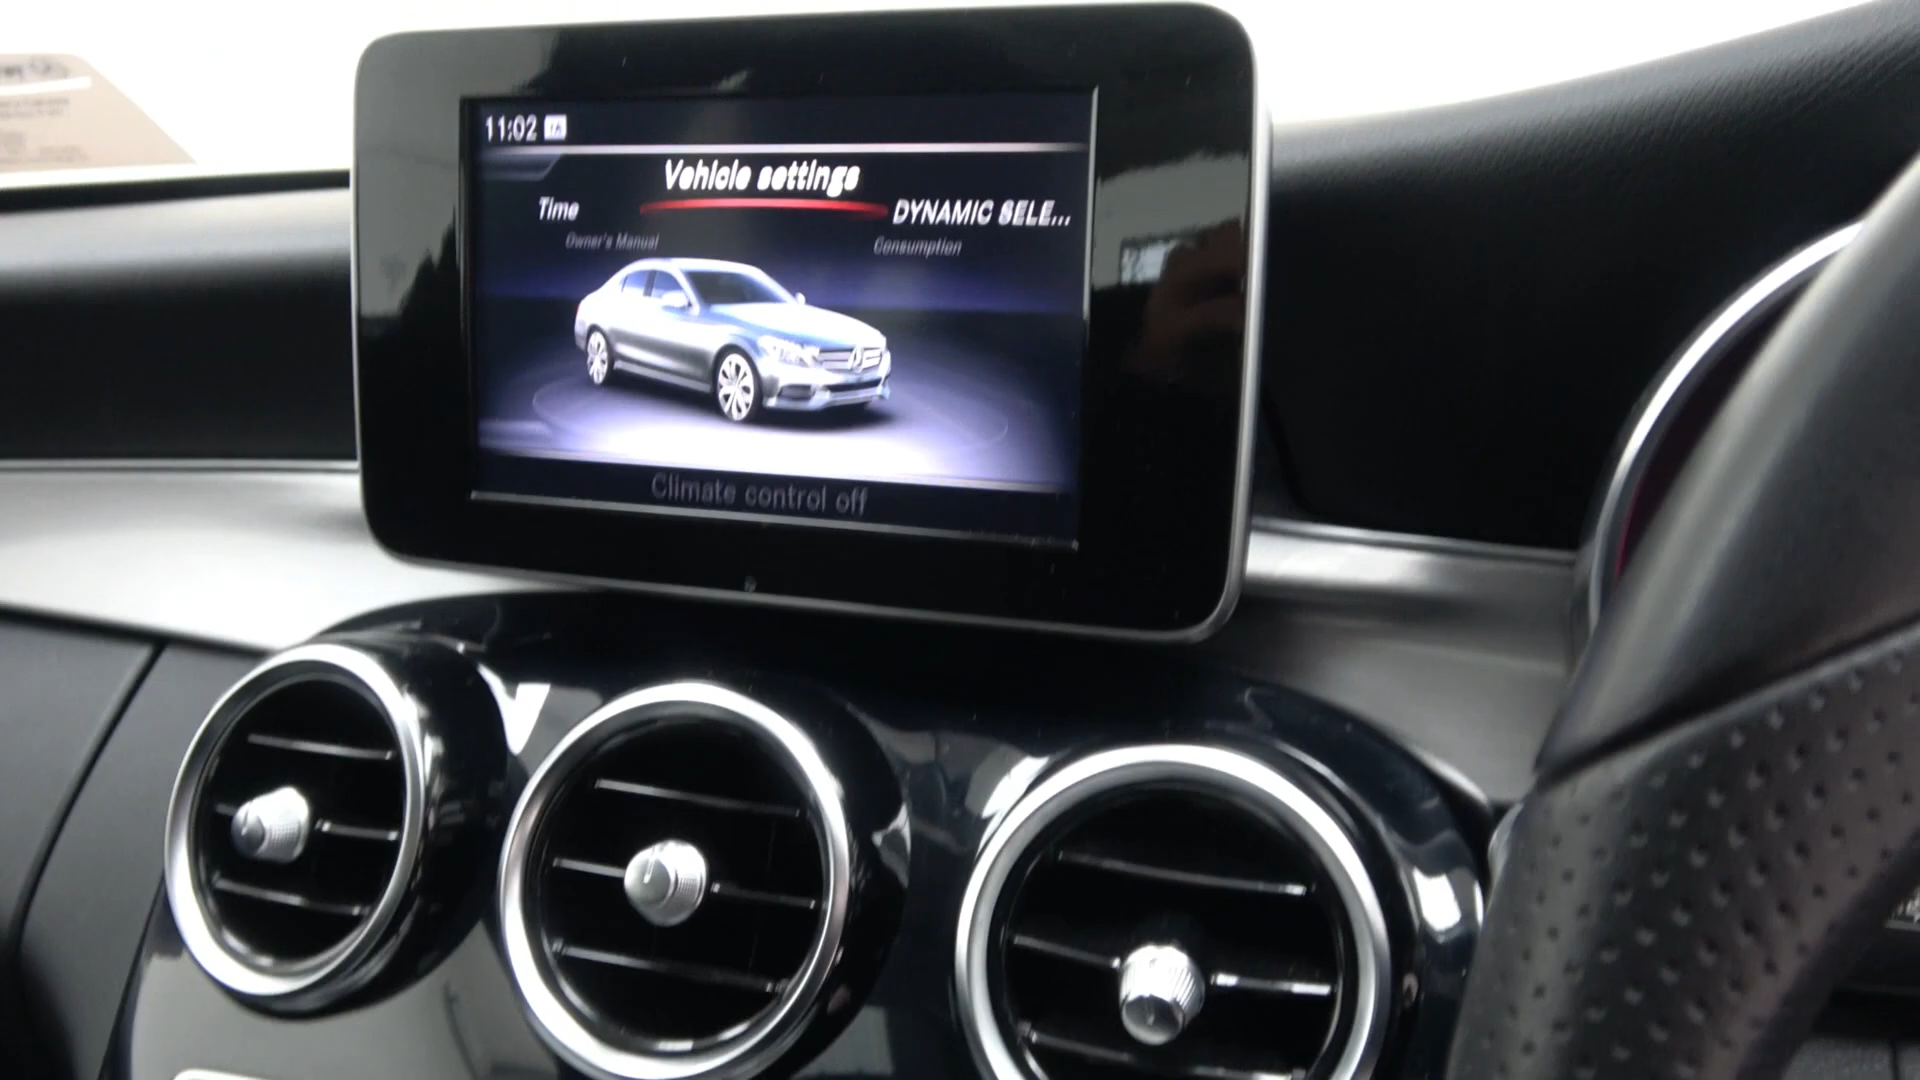 11:02
Vehicle settings
Time
DYNAMIC SELE...
Owner's Manual
Consumption
Climate control off